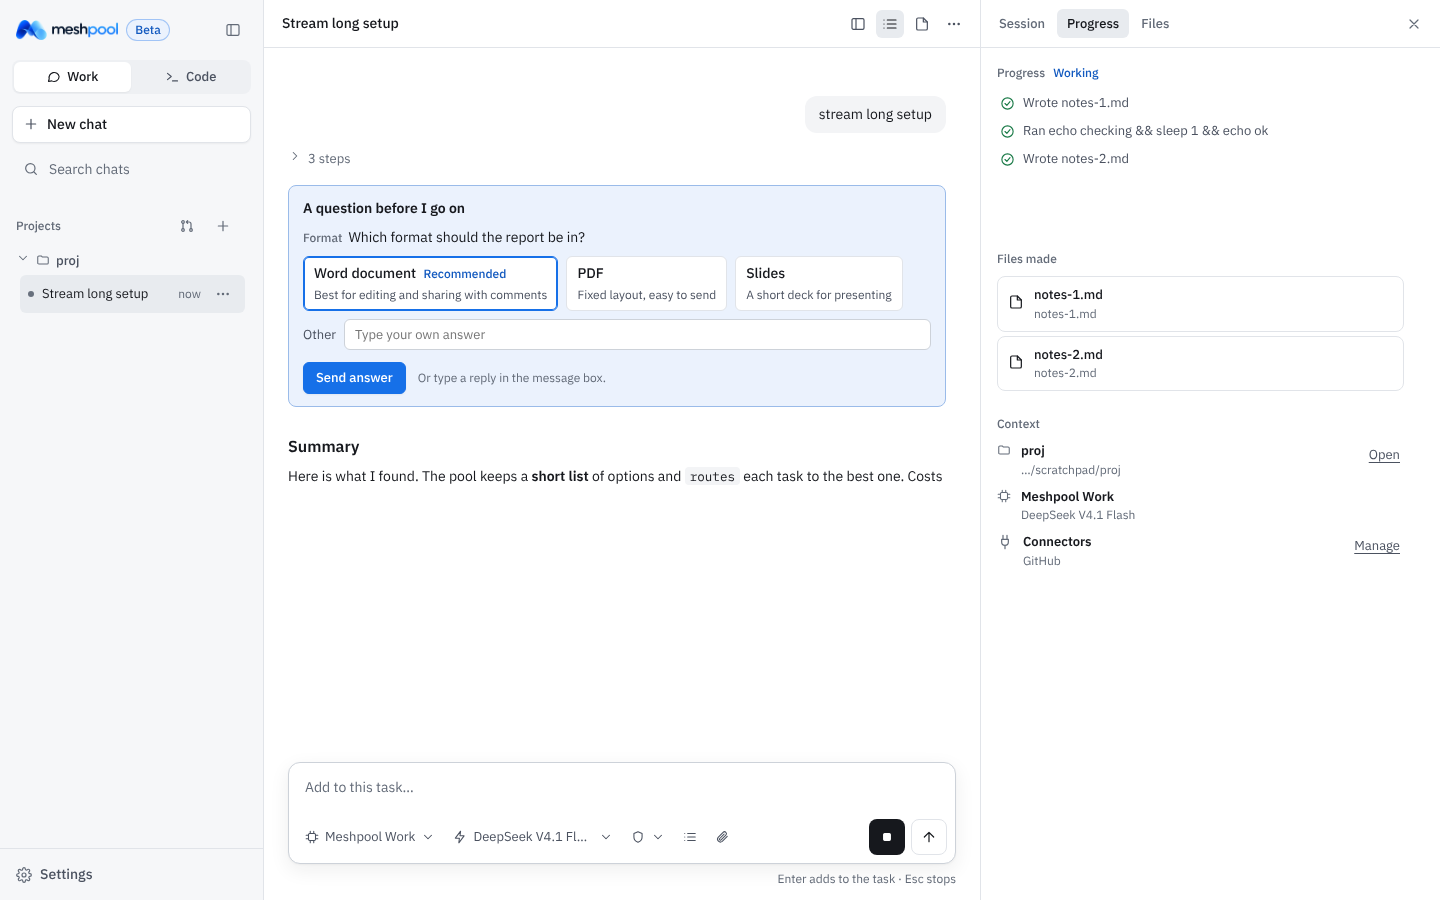 meshpool Beta
Work
Code
New chat
Search chats
Projects
proj
Stream long setup now
Settings
Stream long setup
stream long setup
3 steps
A question before I go on
Format Which format should the report be in?
Word document Recommended
Best for editing and sharing with comments
PDF
Fixed layout, easy to send
Slides
A short deck for presenting
Other Type your own answer
Send answer Or type a reply in the message box.
Summary
Here is what I found. The pool keeps a short list of options and routes each task to the best one. Costs
Add to this task...
Meshpool Work DeepSeek V4.1 Fl...
Enter adds to the task · Esc stops
Session Progress Files
Progress Working
Wrote notes-1.md
Ran echo checking && sleep 1 && echo ok
Wrote notes-2.md
Files made
notes-1.md
notes-1.md
notes-2.md
notes-2.md
Context
proj
.../scratchpad/proj
Open
Meshpool Work
DeepSeek V4.1 Flash
Connectors
GitHub
Manage